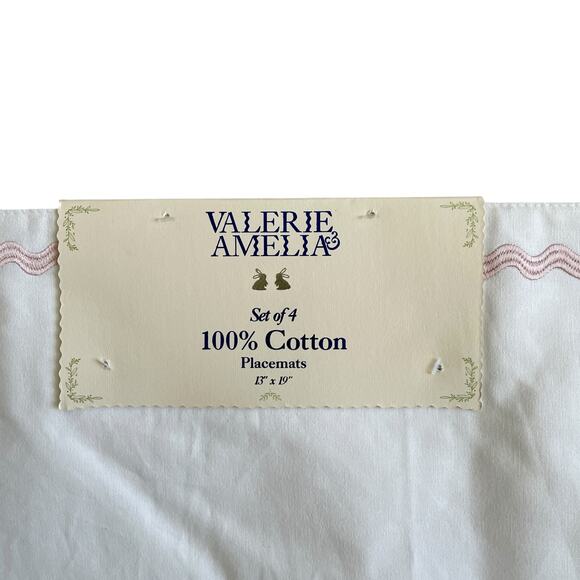 VALERIE &
AMELIA
Set of 4
100% Cotton
Placemats
13" x 19"